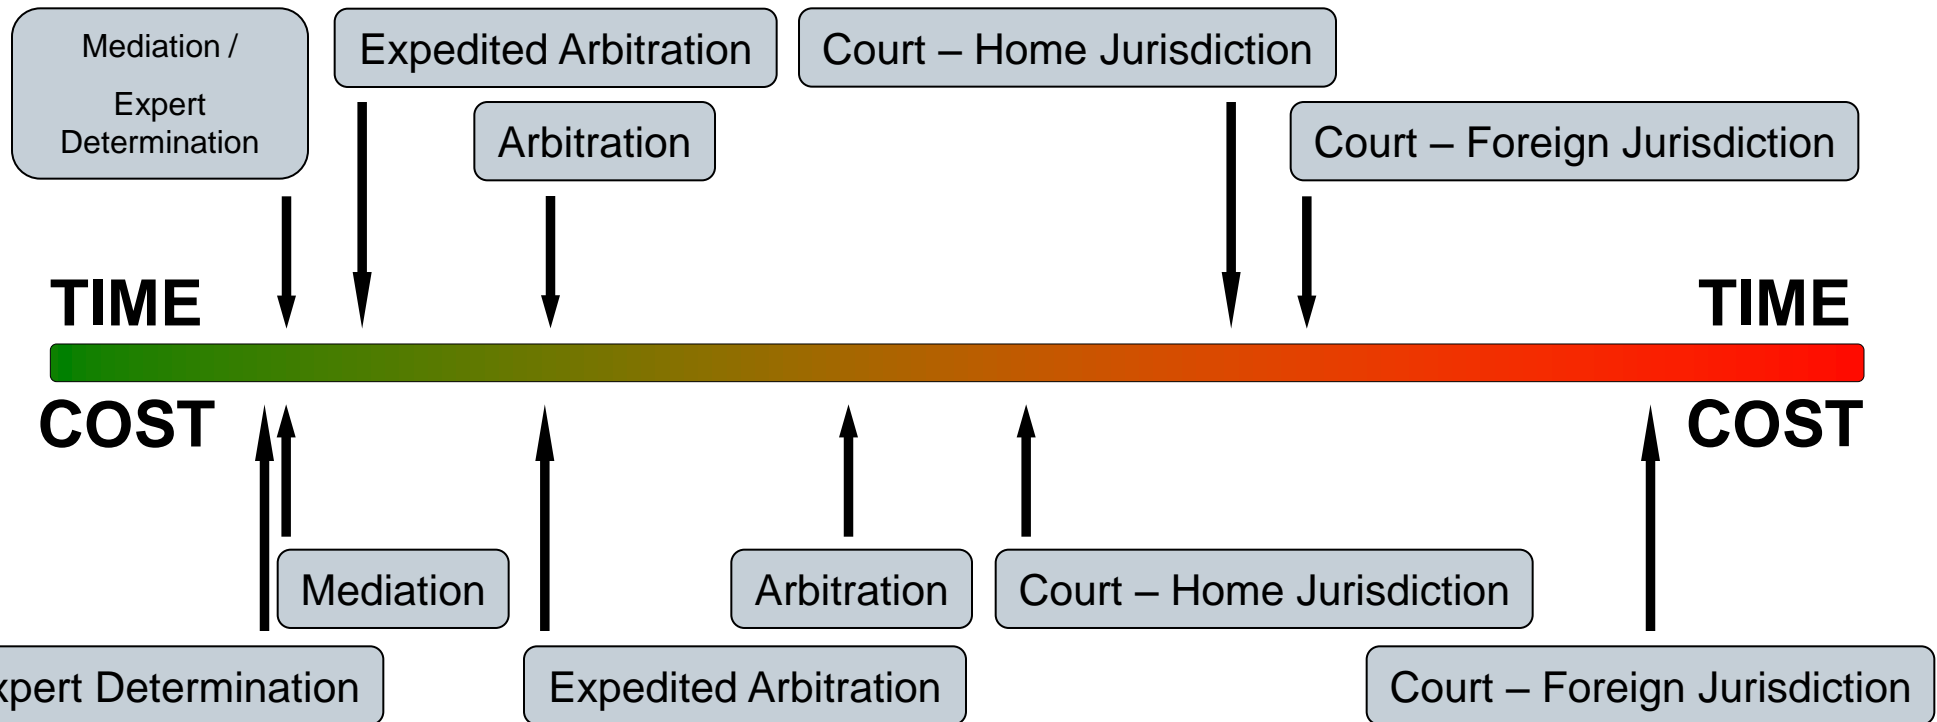 Mediation /
Expert
Determination
Expedited Arbitration
Court – Home Jurisdiction
Arbitration
Court – Foreign Jurisdiction
TIME
TIME
COST
COST
Mediation
Arbitration
Court – Home Jurisdiction
xpert Determination
Expedited Arbitration
Court – Foreign Jurisdiction